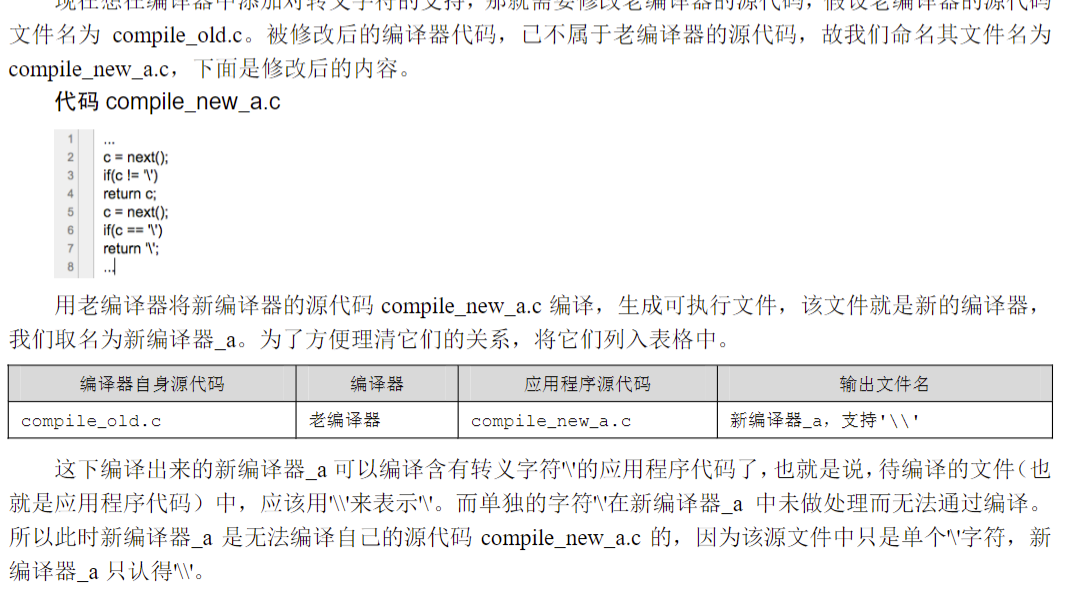 现在想在编译器中添加对转义字符的支持，那就需要修改老编译器的源代码，假设老编译器的源代码
文件名为 compile_old.c。被修改后的编译器代码，已不属于老编译器的源代码，故我们命名其文件名为
compile_new_a.c，下面是修改后的内容。
代码 compile_new_a.c
1 ...
2 c = next();
3 if(c != '\')
4 return c;
5 c = next();
6 if(c == '\')
7 return '\';
8 ...
用老编译器将新编译器的源代码 compile_new_a.c 编译，生成可执行文件，该文件就是新的编译器，
我们取名为新编译器_a。为了方便理清它们的关系，将它们列入表格中。
编译器自身源代码 编译器 应用程序源代码 输出文件名
compile_old.c 老编译器 compile_new_a.c 新编译器_a，支持'\\'
这下编译出来的新编译器_a 可以编译含有转义字符'\'的应用程序代码了，也就是说，待编译的文件（也
就是应用程序代码）中，应该用'\\'来表示'\'。而单独的字符'\'在新编译器_a 中未做处理而无法通过编译。
所以此时新编译器_a 是无法编译自己的源代码 compile_new_a.c 的，因为该源文件中只是单个'\'字符，新
编译器_a 只认得'\\'。